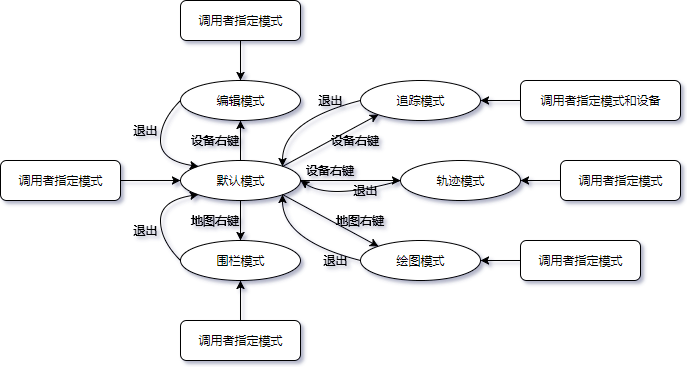 调用者指定模式
编辑模式
追踪模式
调用者指定模式和设备
退出
退出
设备右键
设备右键
调用者指定模式
默认模式
设备右键
退出
轨迹模式
调用者指定模式
退出
地图右键
地图右键
围栏模式
退出
绘图模式
调用者指定模式
调用者指定模式